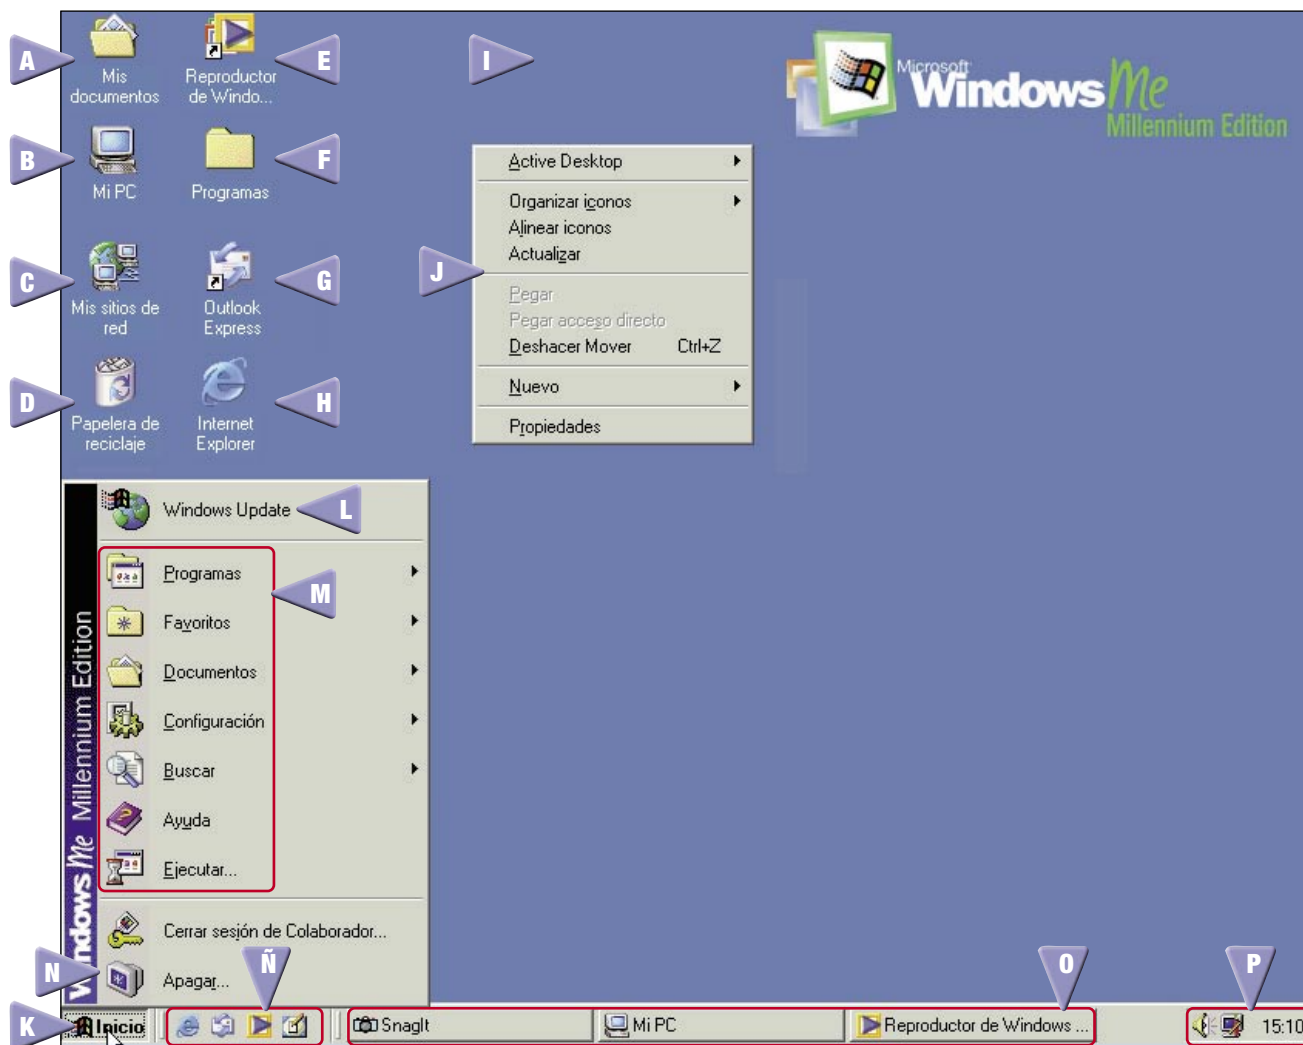 A
Mis
documentos
E
Reproductor
de Windo...
I
Microsoft
Windows Me
Millennium Edition
B
Mi PC
F
Programas
C
Mis sitios de
red
G
Outlook
Express
D
Papelera de
reciclaje
H
Internet
Explorer
J
Active Desktop
Organizar iconos
Alinear iconos
Actualizar
Pegar
Pegar acceso directo
Deshacer Mover Ctrl+Z
Nuevo
Propiedades
Windows Me Millennium Edition
Windows Update
L
Programas
M
Favoritos
Documentos
Configuración
Buscar
Ayuda
Ejecutar...
Cerrar sesión de Colaborador...
N
Apagar...
Ñ
O
P
K
Inicio
SnagIt
Mi PC
Reproductor de Windows ...
15:10